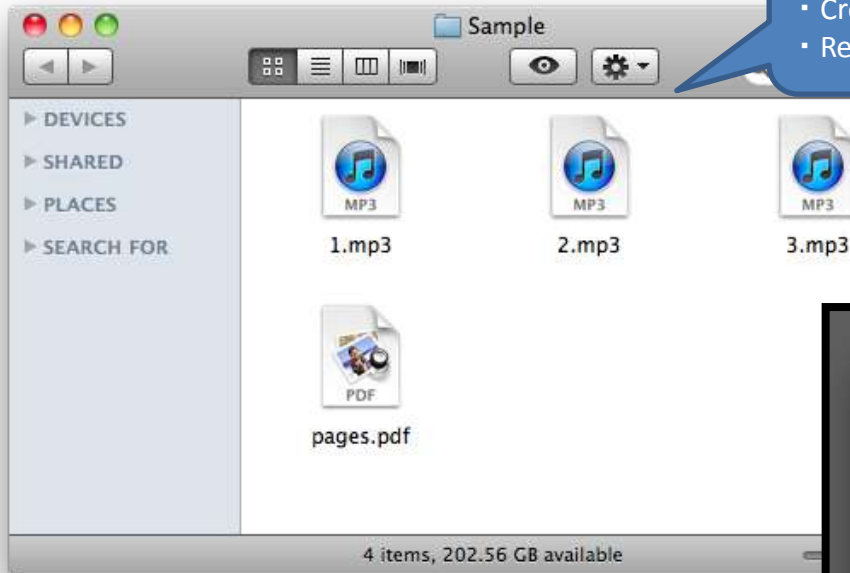 Sample
DEVICES
SHARED
PLACES
SEARCH FOR
MP3
MP3
MP3
1.mp3
2.mp3
3.mp3
PDF
pages.pdf
4 items, 202.56 GB available